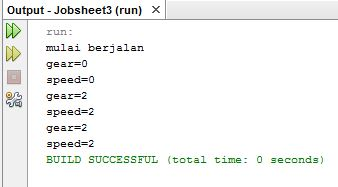 Output - Jobsheet3 (run)
run:
mulai berjalan
gear=0
speed=0
gear=2
speed=2
gear=2
speed=2
BUILD SUCCESSFUL (total time: 0 seconds)